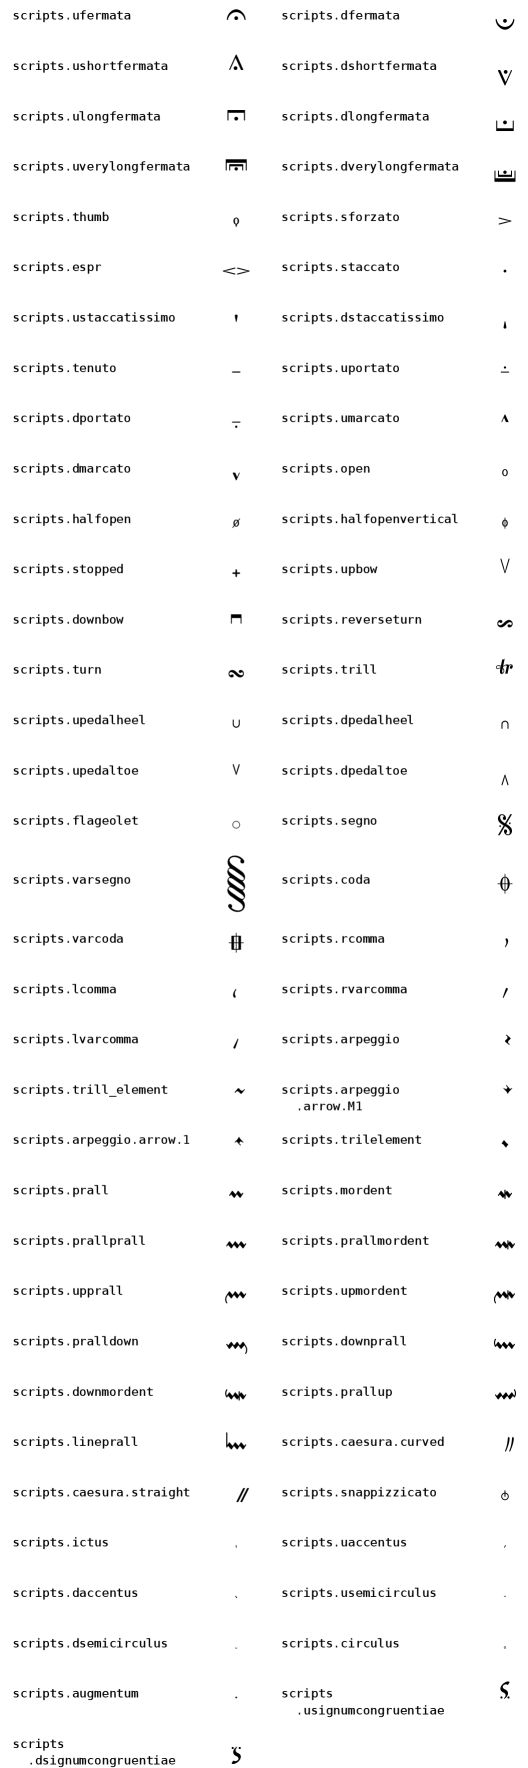 scripts.ufermata scripts.dfermata
scripts.ushortfermata scripts.dshortfermata
scripts.ulongfermata scripts.dlongfermata
scripts.uverylongfermata scripts.dverylongfermata
scripts.thumb scripts.sforzato
scripts.espr scripts.staccato
scripts.ustaccatissimo scripts.dstaccatissimo
scripts.tenuto scripts.uportato
scripts.dportato scripts.umarcato
scripts.dmarcato scripts.open
scripts.halfopen scripts.halfopenvertical
scripts.stopped scripts.upbow
scripts.downbow scripts.reverseturn
scripts.turn scripts.trill
scripts.upedalheel scripts.dpedalheel
scripts.upedaltoe scripts.dpedaltoe
scripts.flageolet scripts.segno
scripts.varsegno scripts.coda
scripts.varcoda scripts.rcomma
scripts.lcomma scripts.rvarcomma
scripts.lvarcomma scripts.arpeggio
scripts.trill_element scripts.arpeggio
.arrow.M1
scripts.arpeggio.arrow.1 scripts.trilelement
scripts.prall scripts.mordent
scripts.prallprall scripts.prallmordent
scripts.upprall scripts.upmordent
scripts.pralldown scripts.downprall
scripts.downmordent scripts.prallup
scripts.lineprall scripts.caesura.curved
scripts.caesura.straight scripts.snappizzicato
scripts.ictus scripts.uaccentus
scripts.daccentus scripts.usemicirculus
scripts.dsemicirculus scripts.circulus
scripts.augmentum scripts
.usignumcongruentiae
scripts
.dsignumcongruentiae